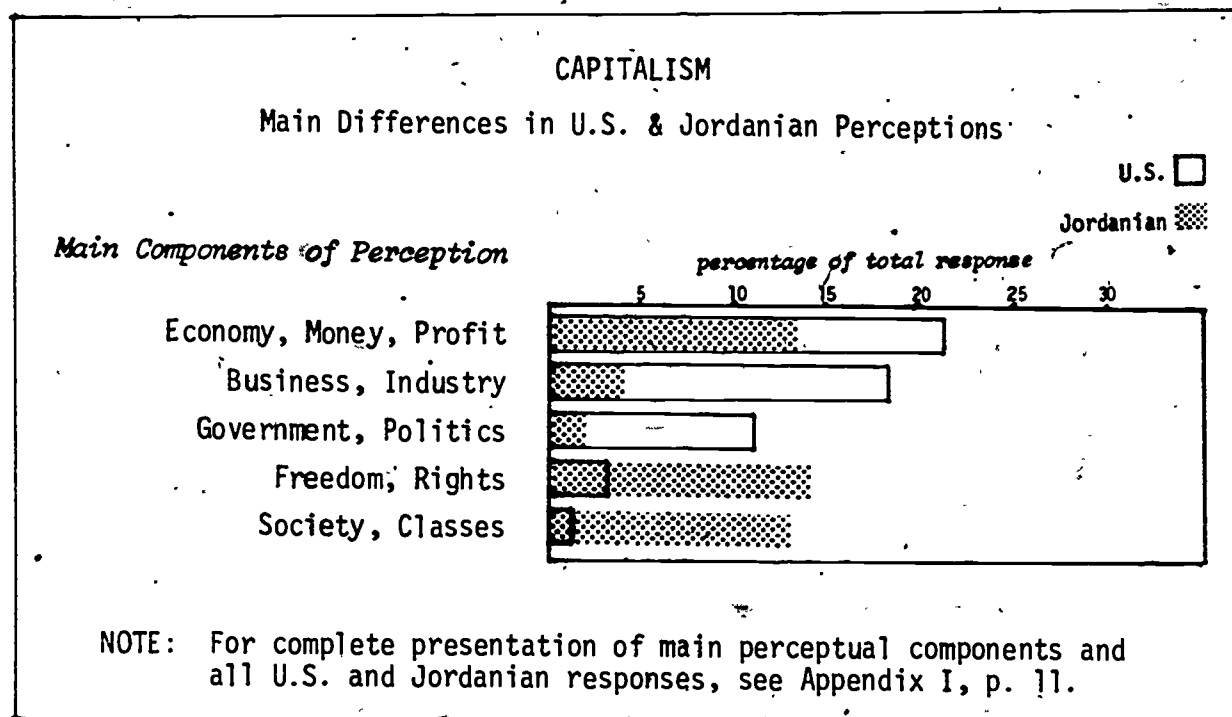 CAPITALISM
Main Differences in U.S. & Jordanian Perceptions
U.S.
Jordanian
Main Components of Perception
percentage of total response
5 10 15 20 25 30
Economy, Money, Profit
Business, Industry
Government, Politics
Freedom, Rights
Society, Classes
NOTE: For complete presentation of main perceptual components and
all U.S. and Jordanian responses, see Appendix I, p. 11.